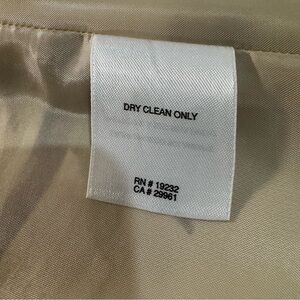 DRY CLEAN ONLY
RN # 19232
CA # 29961